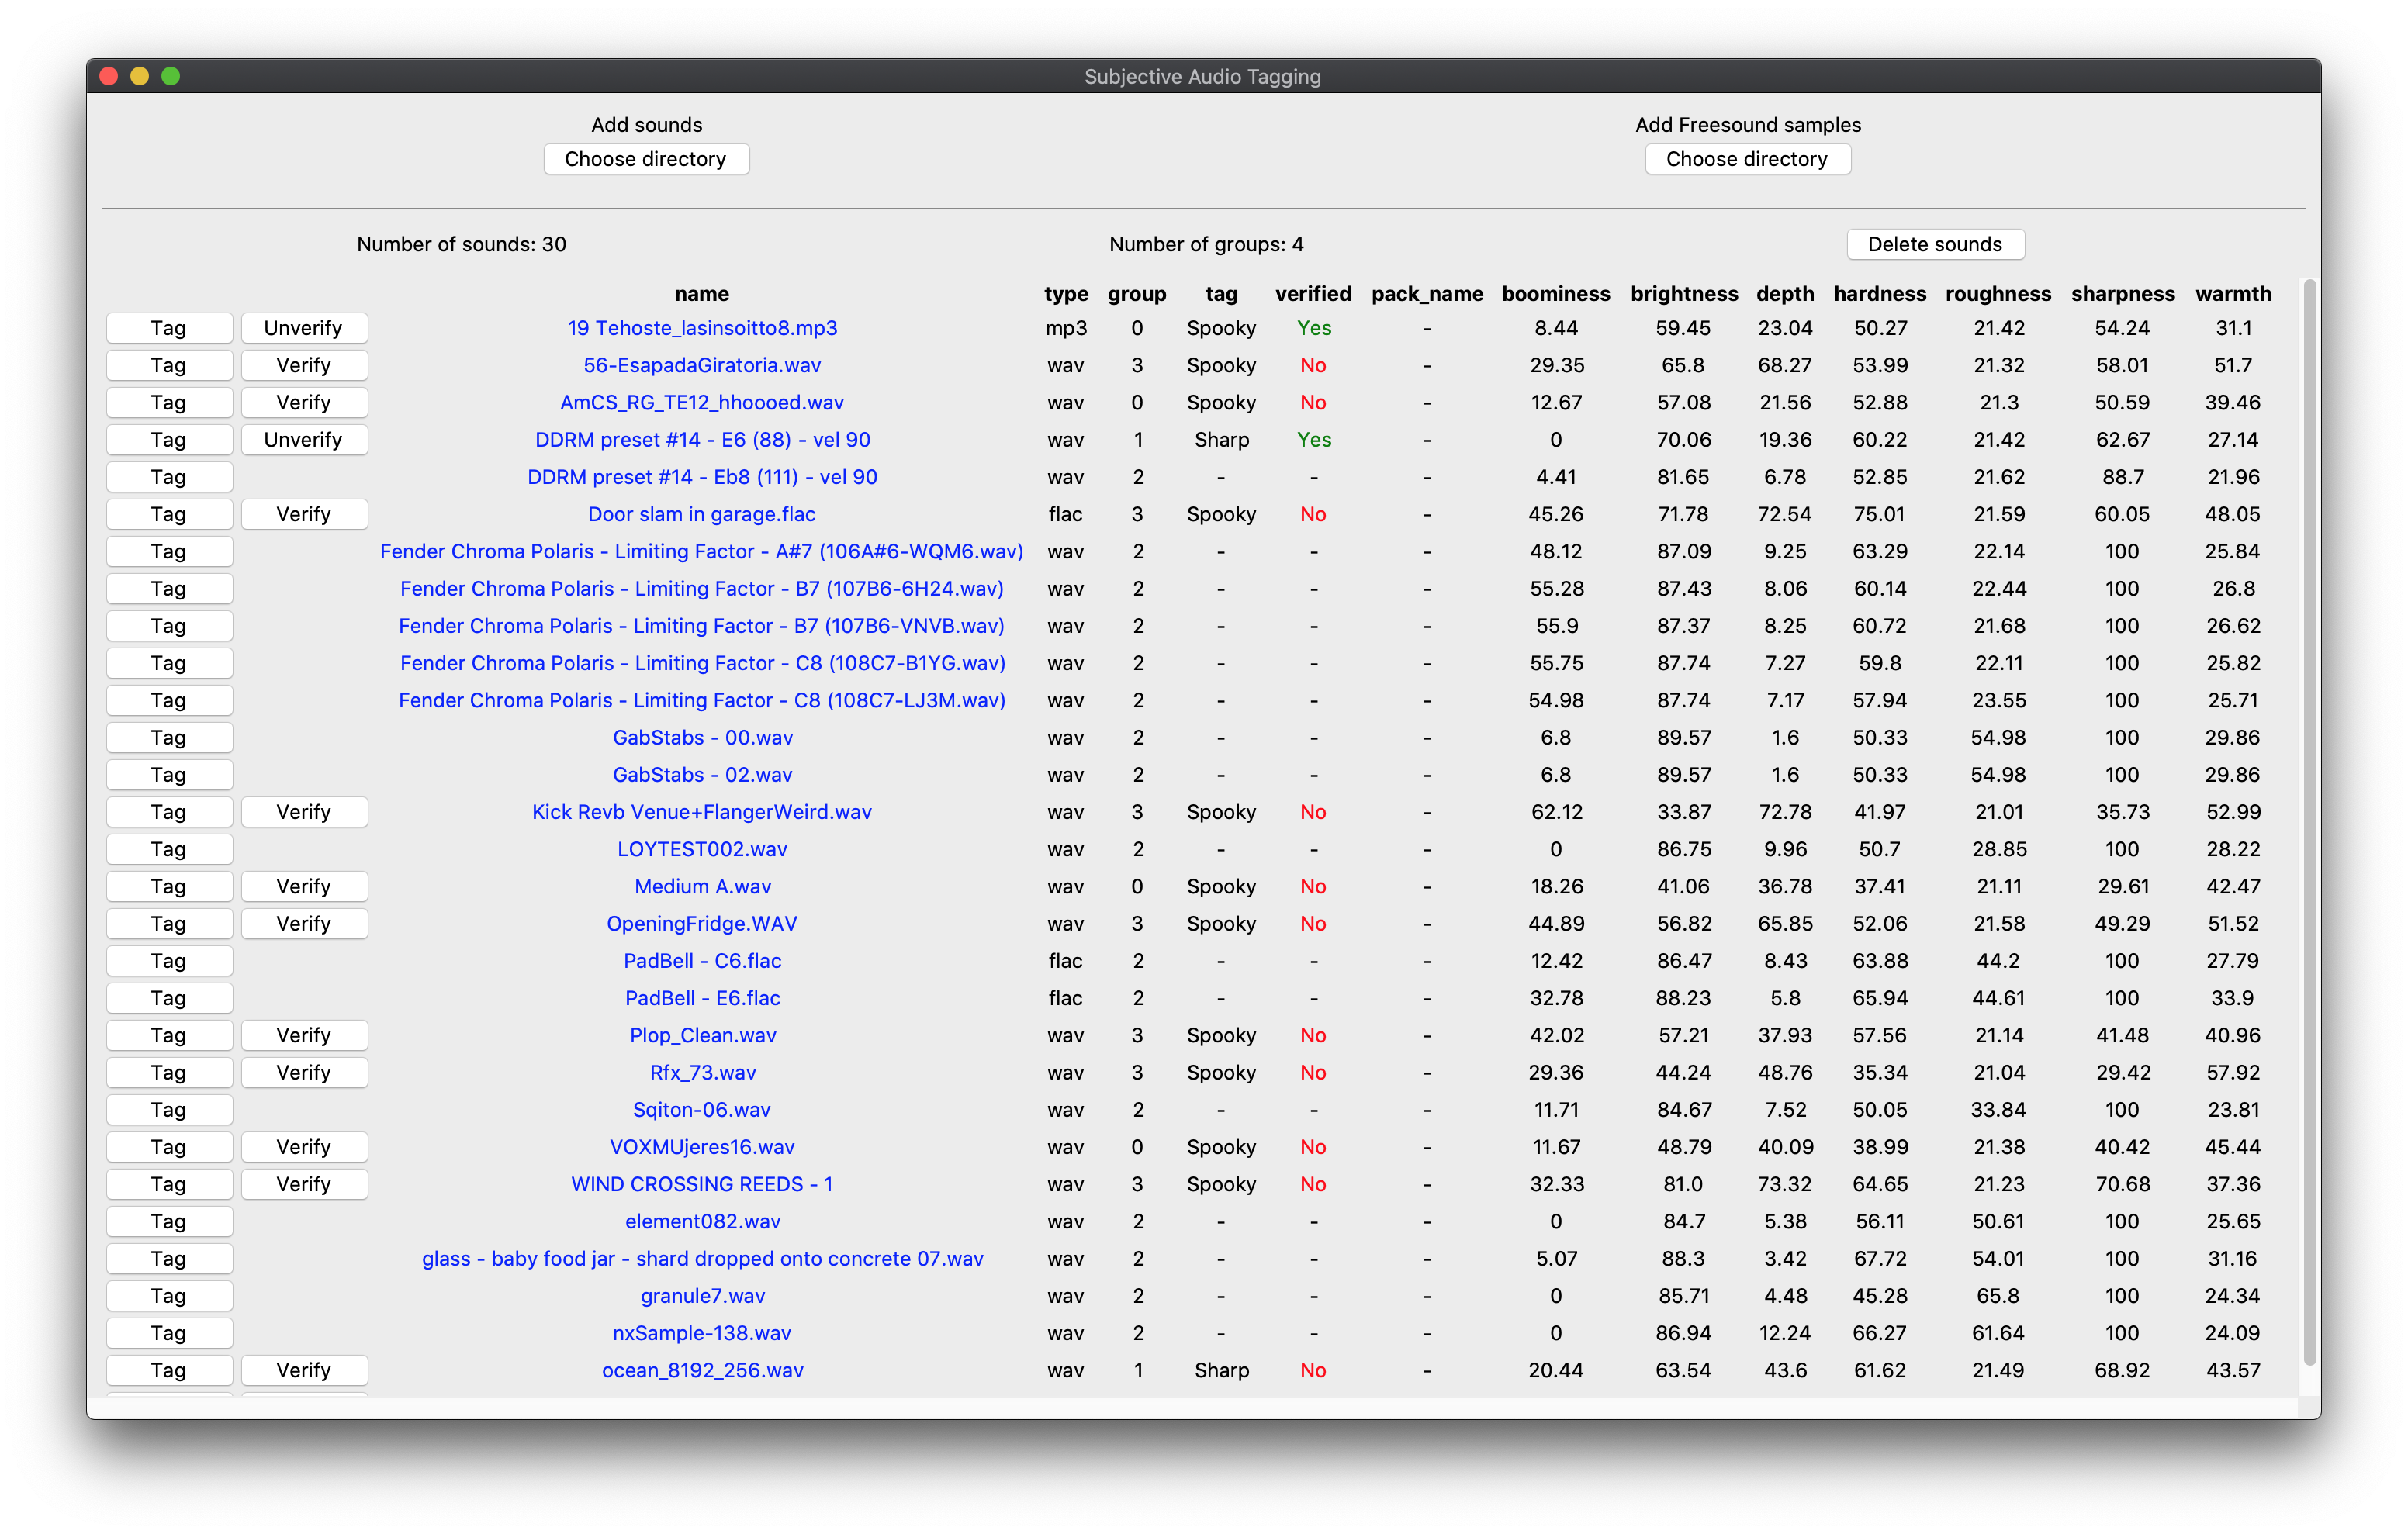 Subjective Audio Tagging
Add sounds Add Freesound samples
Choose directory Choose directory
Number of sounds: 30 Number of groups: 4 Delete sounds
name type group tag verified pack_name boominess brightness depth hardness roughness sharpness warmth
Tag Unverify 19 Tehoste_lasinsoitto8.mp3 mp3 0 Spooky Yes - 8.44 59.45 23.04 50.27 21.42 54.24 31.1
Tag Verify 56-EsapadaGiratoria.wav wav 3 Spooky No - 29.35 65.8 68.27 53.99 21.32 58.01 51.7
Tag Verify AmCS_RG_TE12_hhoooed.wav wav 0 Spooky No - 12.67 57.08 21.56 52.88 21.3 50.59 39.46
Tag Unverify DDRM preset #14 - E6 (88) - vel 90 wav 1 Sharp Yes - 0 70.06 19.36 60.22 21.42 62.67 27.14
Tag DDRM preset #14 - Eb8 (111) - vel 90 wav 2 - - - 4.41 81.65 6.78 52.85 21.62 88.7 21.96
Tag Verify Door slam in garage.flac flac 3 Spooky No - 45.26 71.78 72.54 75.01 21.59 60.05 48.05
Tag Fender Chroma Polaris - Limiting Factor - A#7 (106A#6-WQM6.wav) wav 2 - - - 48.12 87.09 9.25 63.29 22.14 100 25.84
Tag Fender Chroma Polaris - Limiting Factor - B7 (107B6-6H24.wav) wav 2 - - - 55.28 87.43 8.06 60.14 22.44 100 26.8
Tag Fender Chroma Polaris - Limiting Factor - B7 (107B6-VNVB.wav) wav 2 - - - 55.9 87.37 8.25 60.72 21.68 100 26.62
Tag Fender Chroma Polaris - Limiting Factor - C8 (108C7-B1YG.wav) wav 2 - - - 55.75 87.74 7.27 59.8 22.11 100 25.82
Tag Fender Chroma Polaris - Limiting Factor - C8 (108C7-LJ3M.wav) wav 2 - - - 54.98 87.74 7.17 57.94 23.55 100 25.71
Tag GabStabs - 00.wav wav 2 - - - 6.8 89.57 1.6 50.33 54.98 100 29.86
Tag GabStabs - 02.wav wav 2 - - - 6.8 89.57 1.6 50.33 54.98 100 29.86
Tag Verify Kick Revb Venue+FlangerWeird.wav wav 3 Spooky No - 62.12 33.87 72.78 41.97 21.01 35.73 52.99
Tag LOYTEST002.wav wav 2 - - - 0 86.75 9.96 50.7 28.85 100 28.22
Tag Verify Medium A.wav wav 0 Spooky No - 18.26 41.06 36.78 37.41 21.11 29.61 42.47
Tag Verify OpeningFridge.WAV wav 3 Spooky No - 44.89 56.82 65.85 52.06 21.58 49.29 51.52
Tag PadBell - C6.flac flac 2 - - - 12.42 86.47 8.43 63.88 44.2 100 27.79
Tag PadBell - E6.flac flac 2 - - - 32.78 88.23 5.8 65.94 44.61 100 33.9
Tag Verify Plop_Clean.wav wav 3 Spooky No - 42.02 57.21 37.93 57.56 21.14 41.48 40.96
Tag Verify Rfx_73.wav wav 3 Spooky No - 29.36 44.24 48.76 35.34 21.04 29.42 57.92
Tag Sqiton-06.wav wav 2 - - - 11.71 84.67 7.52 50.05 33.84 100 23.81
Tag Verify VOXMUjeres16.wav wav 0 Spooky No - 11.67 48.79 40.09 38.99 21.38 40.42 45.44
Tag Verify WIND CROSSING REEDS - 1 wav 3 Spooky No - 32.33 81.0 73.32 64.65 21.23 70.68 37.36
Tag element082.wav wav 2 - - - 0 84.7 5.38 56.11 50.61 100 25.65
Tag glass - baby food jar - shard dropped onto concrete 07.wav wav 2 - - - 5.07 88.3 3.42 67.72 54.01 100 31.16
Tag granule7.wav wav 2 - - - 0 85.71 4.48 45.28 65.8 100 24.34
Tag nxSample-138.wav wav 2 - - - 0 86.94 12.24 66.27 61.64 100 24.09
Tag Verify ocean_8192_256.wav wav 1 Sharp No - 20.44 63.54 43.6 61.62 21.49 68.92 43.57